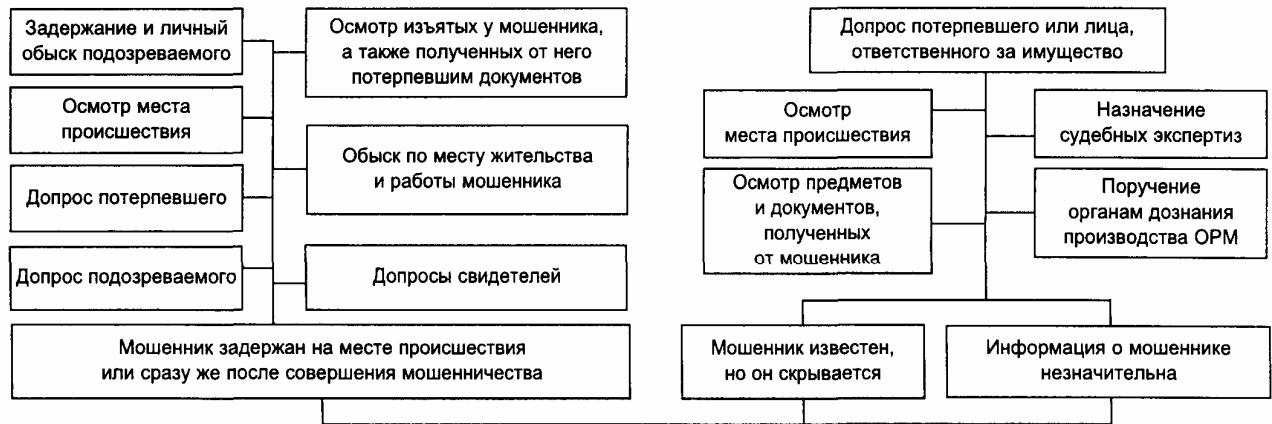 Задержание и личный
обыск подозреваемого
Осмотр изъятых у мошенника,
а также полученных от него
потерпевшим документов
Осмотр места
происшествия
Обыск по месту жительства
и работы мошенника
Допрос потерпевшего
Допрос подозреваемого
Допросы свидетелей
Мошенник задержан на месте происшествия
или сразу же после совершения мошенничества
Допрос потерпевшего или лица,
ответственного за имущество
Осмотр
места происшествия
Назначение
судебных экспертиз
Осмотр предметов
и документов,
полученных
от мошенника
Поручение
органам дознания
производства ОРМ
Мошенник известен,
но он скрывается
Информация о мошеннике
незначительна